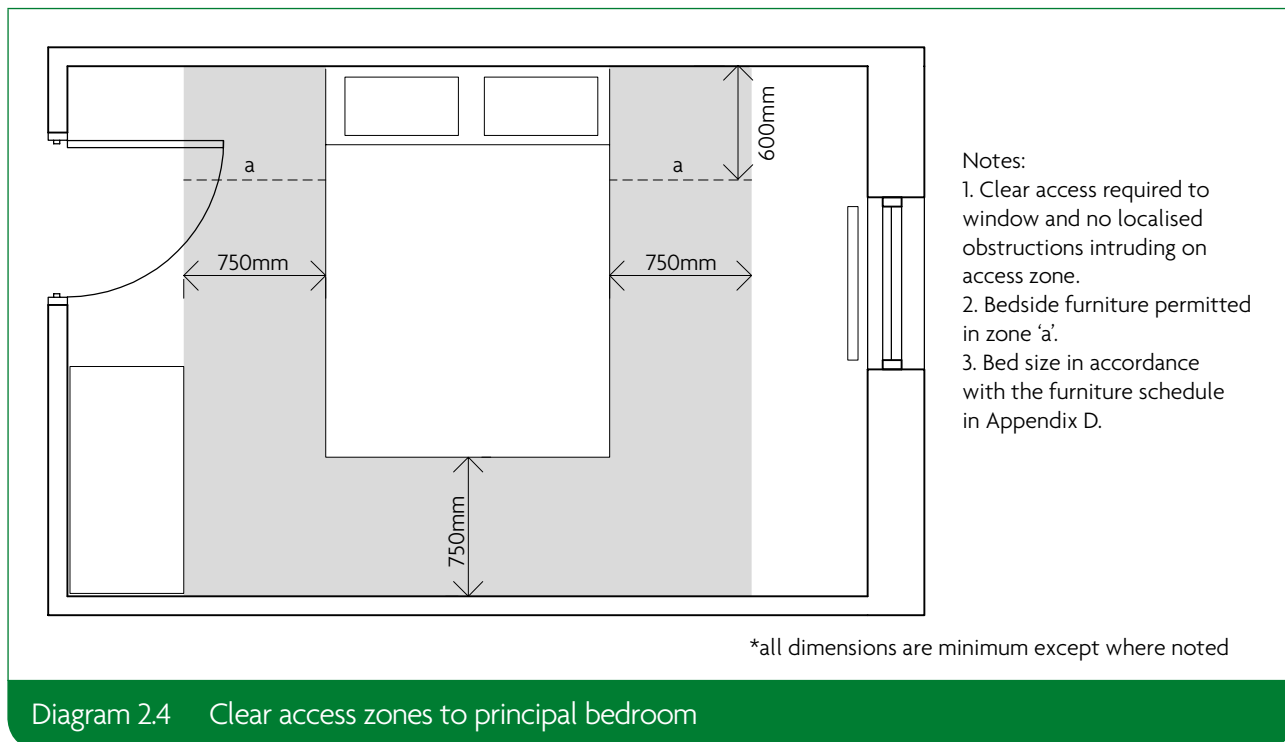 600mm
a
a
750mm
750mm
750mm
Notes:
1. Clear access required to
window and no localised
obstructions intruding on
access zone.
2. Bedside furniture permitted
in zone ‘a’.
3. Bed size in accordance
with the furniture schedule
in Appendix D.
*all dimensions are minimum except where noted
Diagram 2.4 Clear access zones to principal bedroom